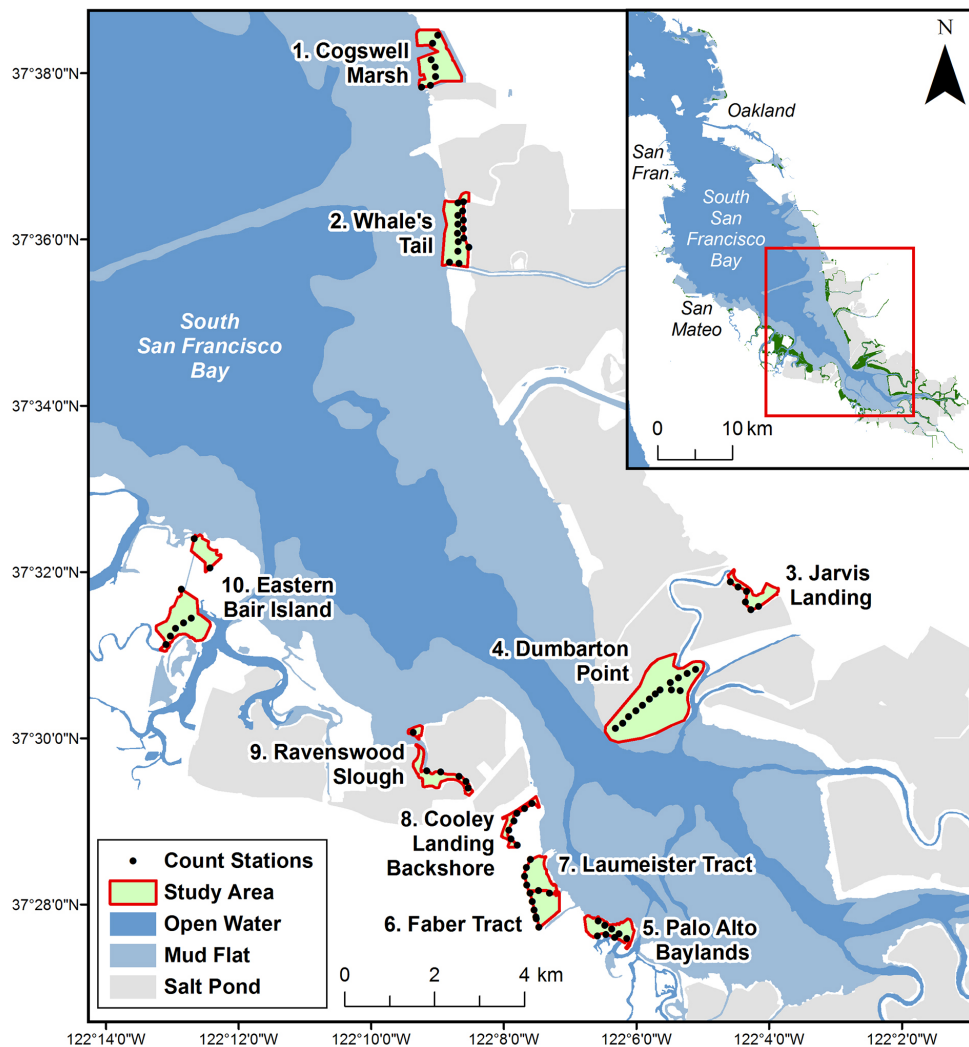 37°38'0"N
37°36'0"N
37°34'0"N
37°32'0"N
37°30'0"N
37°28'0"N
1. Cogswell
Marsh
2. Whale's
Tail
South
San Francisco
Bay
N
Oakland
San
Fran.
South
San
Francisco
Bay
San
Mateo
0 10 km
3. Jarvis
Landing
10. Eastern
Bair Island
4. Dumbarton
Point
9. Ravenswood
Slough
8. Cooley
Landing
Backshore
7. Laumeister Tract
6. Faber Tract
5. Palo Alto
Baylands
Count Stations
Study Area
Open Water
Mud Flat
Salt Pond
0 2 4 km
122°14'0"W 122°12'0"W 122°10'0"W 122°8'0"W 122°6'0"W 122°4'0"W 122°2'0"W